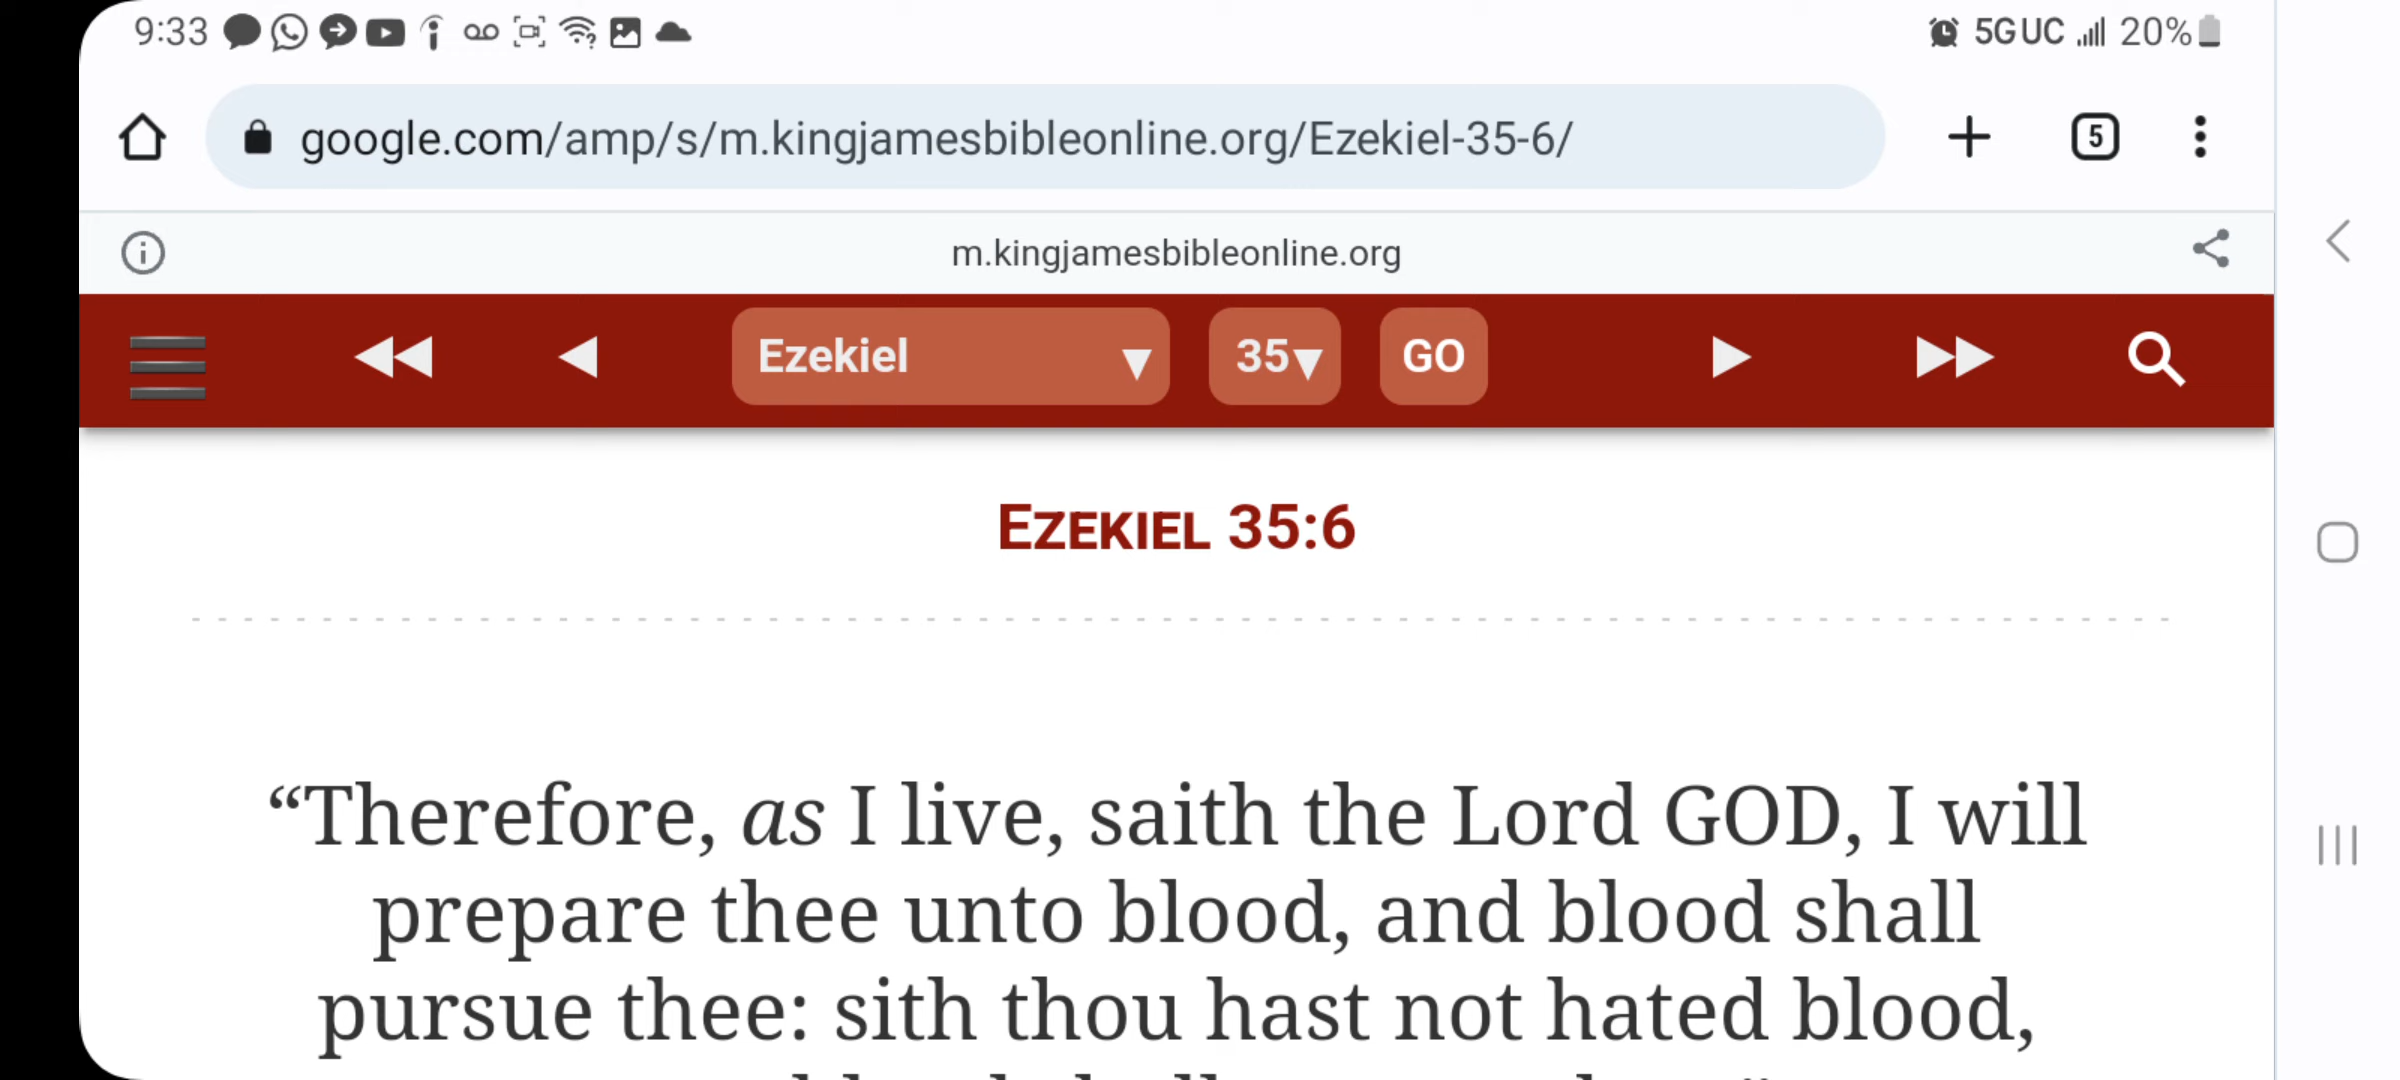 9:33 5G UC 20%
google.com/amp/s/m.kingjamesbibleonline.org/Ezekiel-35-6/ 5
m.kingjamesbibleonline.org
Ezekiel 35 GO
EZEKIEL 35:6
“Therefore, as I live, saith the Lord GOD, I will
prepare thee unto blood, and blood shall
pursue thee: sith thou hast not hated blood,